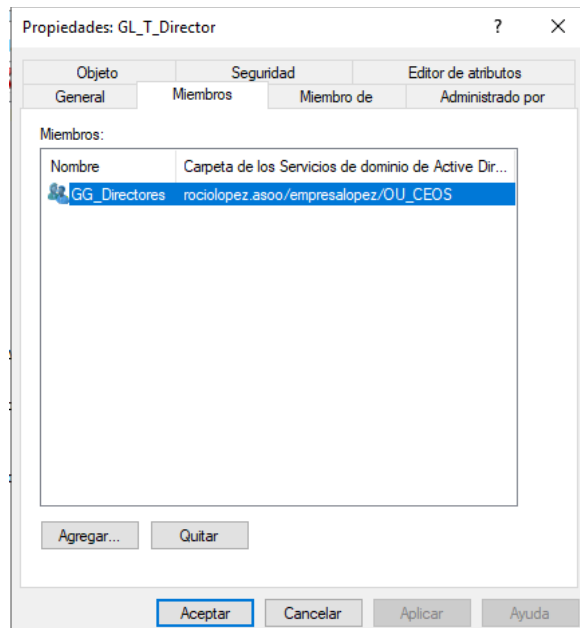 Propiedades: GL_T_Director
Objeto Seguridad Editor de atributos
General Miembros Miembro de Administrado por
Miembros:
Nombre Carpeta de los Servicios de dominio de Active Dir...
GG_Directores rociolopez.asoo/empresalopez/OU_CEOS
Agregar... Quitar
Aceptar Cancelar Aplicar Ayuda